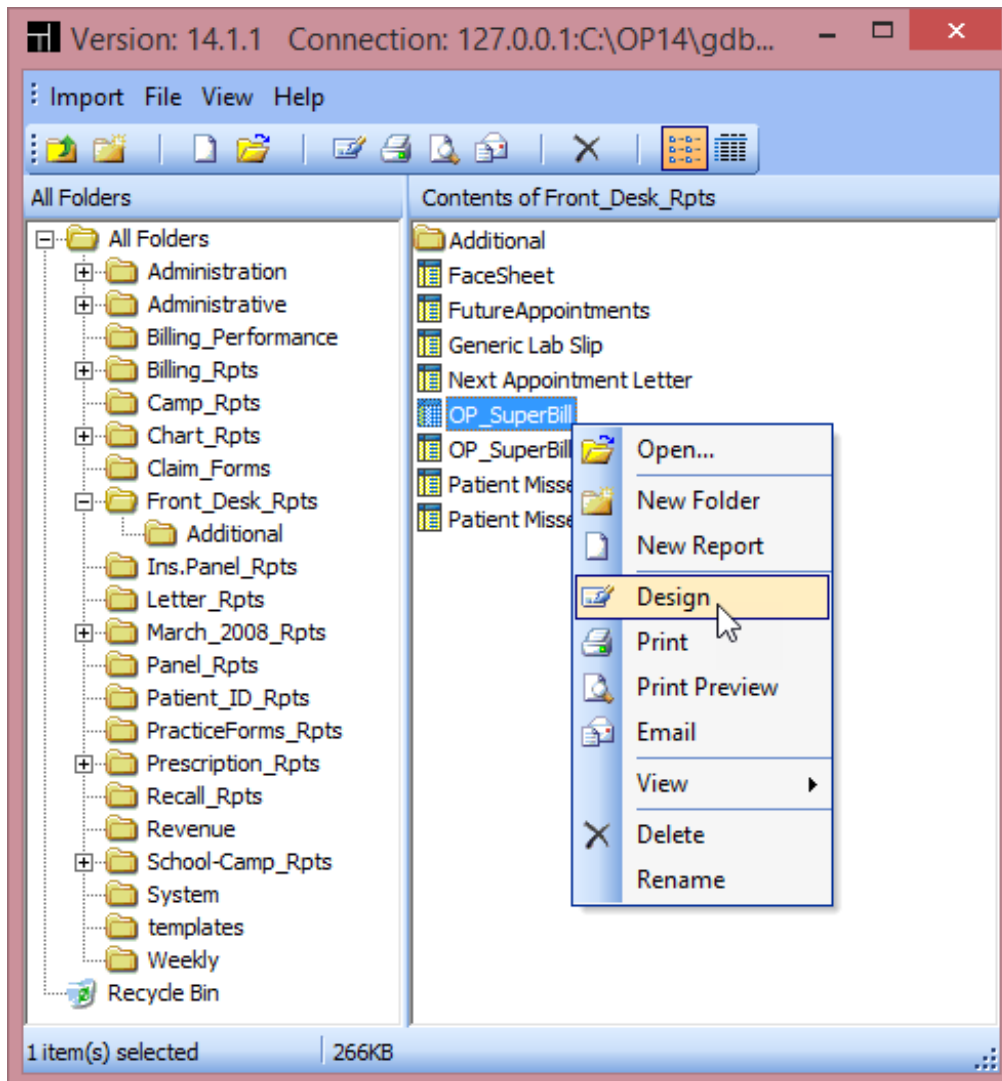 Version: 14.1.1 Connection: 127.0.0.1:C:\OP14\gdb...
Import File View Help
All Folders
Contents of Front_Desk_Rpts
All Folders
Administration
Administrative
Billing_Performance
Billing_Rpts
Camp_Rpts
Chart_Rpts
Claim_Forms
Front_Desk_Rpts
Additional
Ins.Panel_Rpts
Letter_Rpts
March_2008_Rpts
Panel_Rpts
Patient_ID_Rpts
PracticeForms_Rpts
Prescription_Rpts
Recall_Rpts
Revenue
School-Camp_Rpts
System
templates
Weekly
Recycle Bin
Additional
FaceSheet
FutureAppointments
Generic Lab Slip
Next Appointment Letter
OP_SuperBill
OP_SuperBill
Patient Misse
Patient Misse
Open...
New Folder
New Report
Design
Print
Print Preview
Email
View
Delete
Rename
1 item(s) selected
266KB